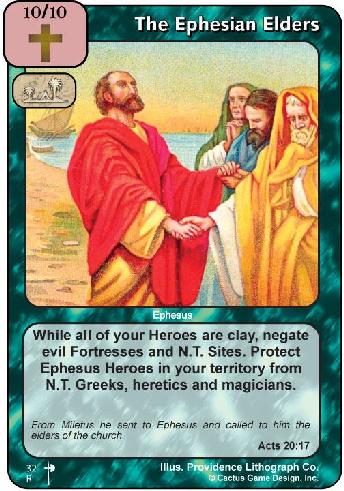 10/10
The Ephesian Elders
Ephesus
While all of your Heroes are clay, negate
evil Fortresses and N.T. Sites. Protect
Ephesus Heroes in your territory from
N.T. Greeks, heretics and magicians.
From Miletus he sent to Ephesus and called to him the
elders of the church.
Acts 20:17
Illus. Providence Lithograph Co.
© Cactus Game Design, Inc.
R